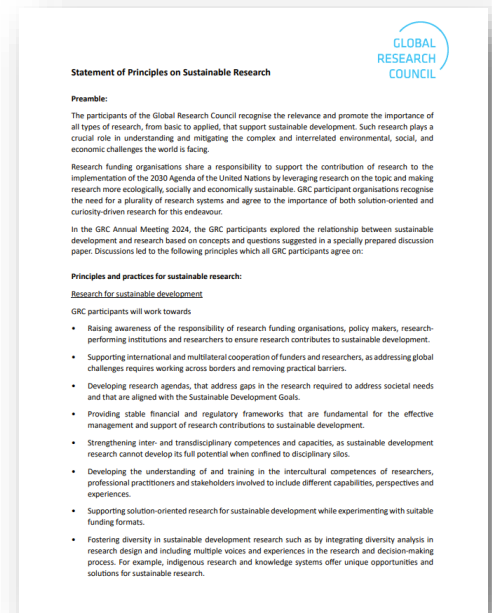 GLOBAL
RESEARCH
COUNCIL
Statement of Principles on Sustainable Research
Preamble:
The participants of the Global Research Council recognise the relevance and promote the importance of
all types of research, from basic to applied, that support sustainable development. Such research plays a
crucial role in understanding and mitigating the complex and interrelated environmental, social, and
economic challenges the world is facing.
Research funding organisations share a responsibility to support the contribution of research to the
implementation of the 2030 Agenda of the United Nations by leveraging research on the topic and making
research more ecologically, socially and economically sustainable. GRC participant organisations recognise
the need for a plurality of research systems and agree to the importance of both solution-oriented and
curiosity-driven research for this endeavour.
In the GRC Annual Meeting 2024, the GRC participants explored the relationship between sustainable
development and research based on concepts and questions suggested in a specially prepared discussion
paper. Discussions led to the following principles which all GRC participants agree on:
Principles and practices for sustainable research:
Research for sustainable development
GRC participants will work towards
• Raising awareness of the responsibility of research funding organisations, policy makers, research-
performing institutions and researchers to ensure research contributes to sustainable development.
• Supporting international and multilateral cooperation of funders and researchers, as addressing global
challenges requires working across borders and removing practical barriers.
• Developing research agendas, that address gaps in the research required to address societal needs
and that are aligned with the Sustainable Development Goals.
• Providing stable financial and regulatory frameworks that are fundamental for the effective
management and support of research contributions to sustainable development.
• Strengthening inter- and transdisciplinary competences and capacities, as sustainable development
research cannot develop its full potential when confined to disciplinary silos.
• Developing the understanding of and training in the intercultural competences of researchers,
professional practitioners and stakeholders involved to include different capabilities, perspectives and
experiences.
• Supporting solution-oriented research for sustainable development while experimenting with suitable
funding formats.
• Fostering diversity in sustainable development research such as by integrating diversity analysis in
research design and including multiple voices and experiences in the research and decision-making
process. For example, indigenous research and knowledge systems offer unique opportunities and
solutions for sustainable research.